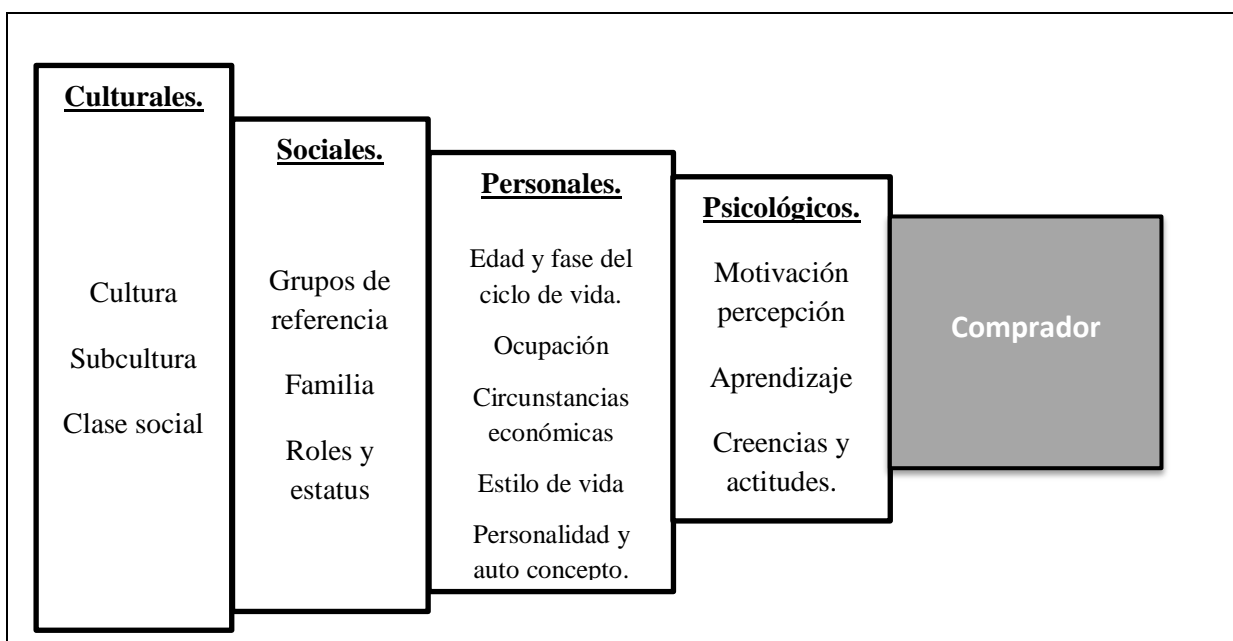 Culturales.
Cultura
Subcultura
Clase social
Sociales.
Grupos de
referencia
Familia
Roles y
estatus
Personales.
Edad y fase del
ciclo de vida.
Ocupación
Circunstancias
económicas
Estilo de vida
Personalidad y
auto concepto.
Psicológicos.
Motivación
percepción
Aprendizaje
Creencias y
actitudes.
Comprador